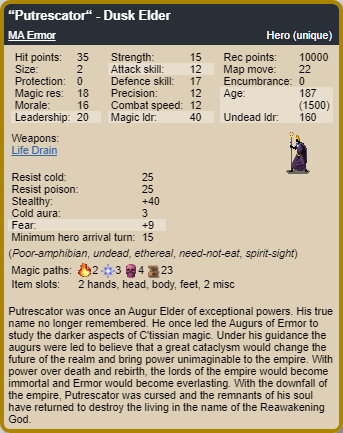 “Putrescator“ - Dusk Elder
MA Ermor Hero (unique)
Hit points: 35 Strength: 15 Rec points: 10000
Size: 2 Attack skill: 12 Map move: 22
Protection: 0 Defence skill: 17 Encumbrance: 0
Magic res: 18 Precision: 12 Age: 187
Morale: 16 Combat speed: 12 (1500)
Leadership: 20 Magic ldr: 40 Undead ldr: 160
Weapons:
Life Drain
Resist cold: 25
Resist poison: 25
Stealthy: +40
Cold aura: 3
Fear: +9
Minimum hero arrival turn: 15
(Poor-amphibian, undead, ethereal, need-not-eat, spirit-sight)
Magic paths: 2 3 4 23
Item slots: 2 hands, head, body, feet, 2 misc
Putrescator was once an Augur Elder of exceptional powers. His true
name no longer remembered. He once led the Augurs of Ermor to
study the darker aspects of C'tissian magic. Under his guidance the
augurs were led to believe that a great cataclysm would change the
future of the realm and bring power unimaginable to the empire. With
power over death and rebirth, the lords of the empire would become
immortal and Ermor would become everlasting. With the downfall of
the empire, Putrescator was cursed and the remnants of his soul
have returned to destroy the living in the name of the Reawakening
God.